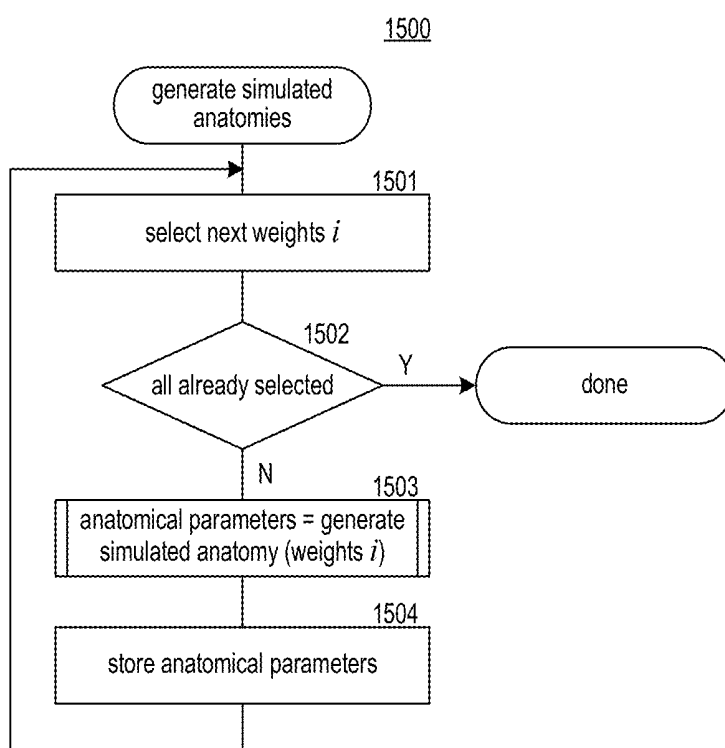 1500
generate simulated
anatomies
1501
select next weights i
1502
all already selected
Y
done
N
1503
anatomical parameters = generate
simulated anatomy (weights i)
1504
store anatomical parameters